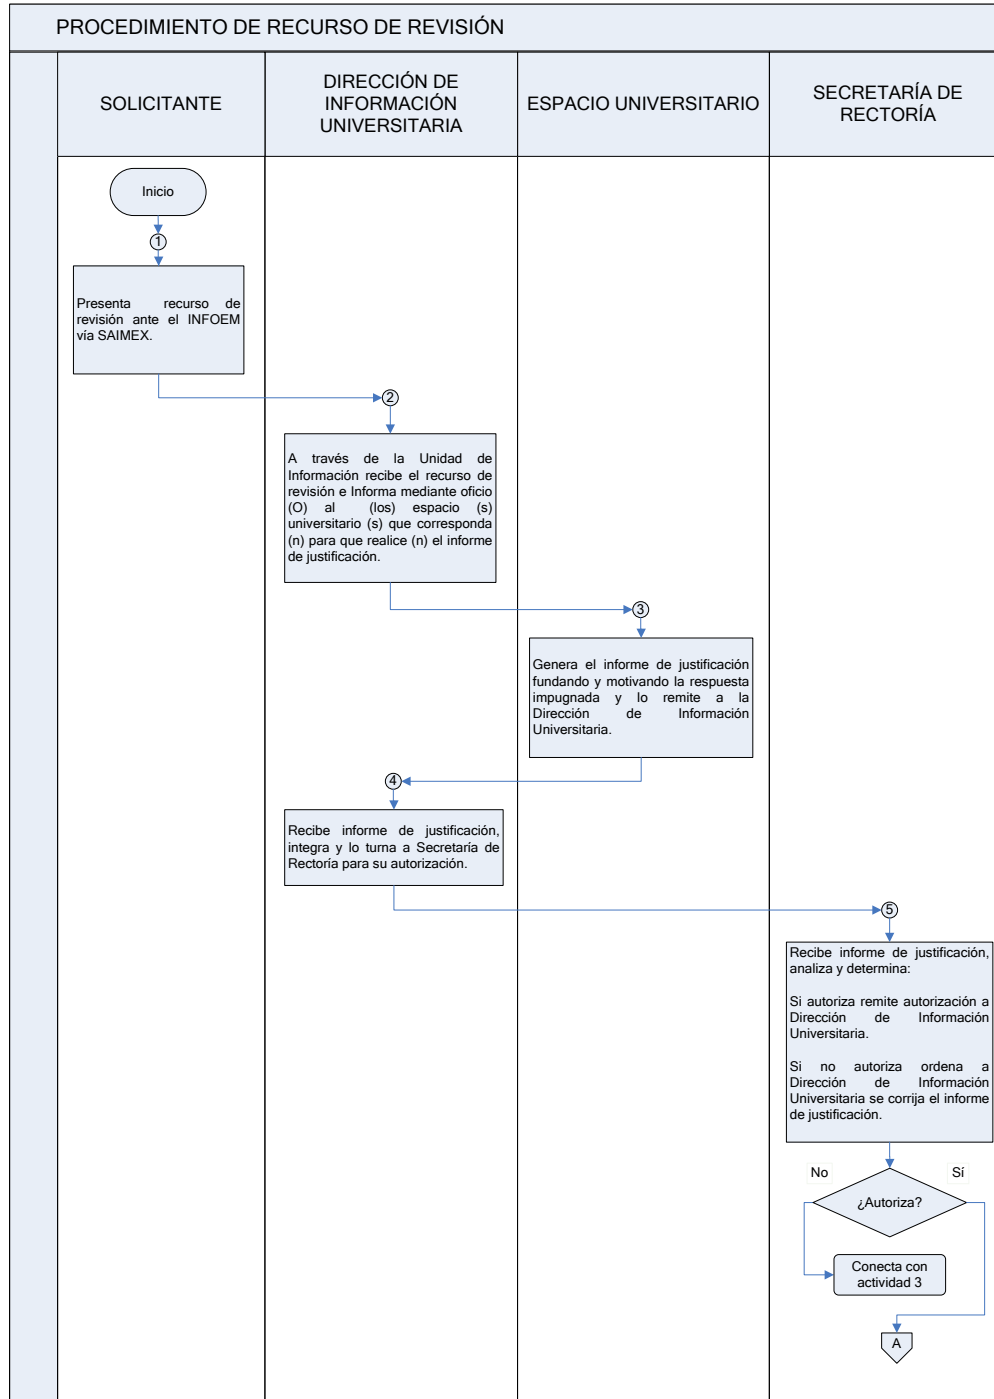 PROCEDIMIENTO DE RECURSO DE REVISIÓN
SOLICITANTE
DIRECCIÓN DE
INFORMACIÓN
UNIVERSITARIA
ESPACIO UNIVERSITARIO
SECRETARÍA DE
RECTORÍA
Inicio
1
Presenta recurso de
revisión ante el INFOEM
vía SAIMEX.
2
A través de la Unidad de
Información recibe el recurso de
revisión e Informa mediante oficio
(O) al (los) espacio (s)
universitario (s) que corresponda
(n) para que realice (n) el informe
de justificación.
3
Genera el informe de justificación
fundando y motivando la respuesta
impugnada y lo remite a la
Dirección de Información
Universitaria.
4
Recibe informe de justificación,
integra y lo turna a Secretaría de
Rectoría para su autorización.
5
Recibe informe de justificación,
analiza y determina:
Si autoriza remite autorización a
Dirección de Información
Universitaria.
Si no autoriza ordena a
Dirección de Información
Universitaria se corrija el informe
de justificación.
No
Sí
¿Autoriza?
Conecta con
actividad 3
A